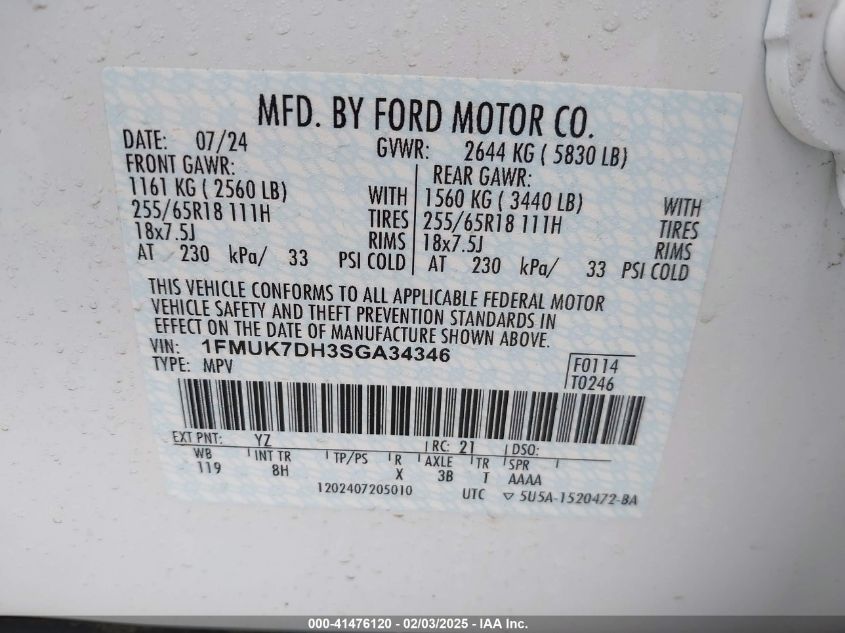 MFD. BY FORD MOTOR CO.
DATE: 07/24 GVWR: 2644 KG ( 5830 LB)
FRONT GAWR: REAR GAWR:
1161 KG ( 2560 LB) WITH 1560 KG ( 3440 LB) WITH
255/65R18 111H TIRES 255/65R18 111H TIRES
18x7.5J RIMS 18x7.5J RIMS
AT 230 kPa/ 33 PSI COLD AT 230 kPa/ 33 PSI COLD
THIS VEHICLE CONFORMS TO ALL APPLICABLE FEDERAL MOTOR
VEHICLE SAFETY AND THEFT PREVENTION STANDARDS IN
EFFECT ON THE DATE OF MANUFACTURE SHOWN ABOVE.
VIN: 1FMUK7DH3SGA34346 F0114
TYPE: MPV T0246
EXT PNT: YZ RC: 21 DSO:
WB INT TR TP/PS R AXLE TR SPR
119 8H X 3B T AAAA
1202407205010 UTC ▽ 5U5A-1520472-BA
000-41476120 - 02/03/2025 - IAA Inc.